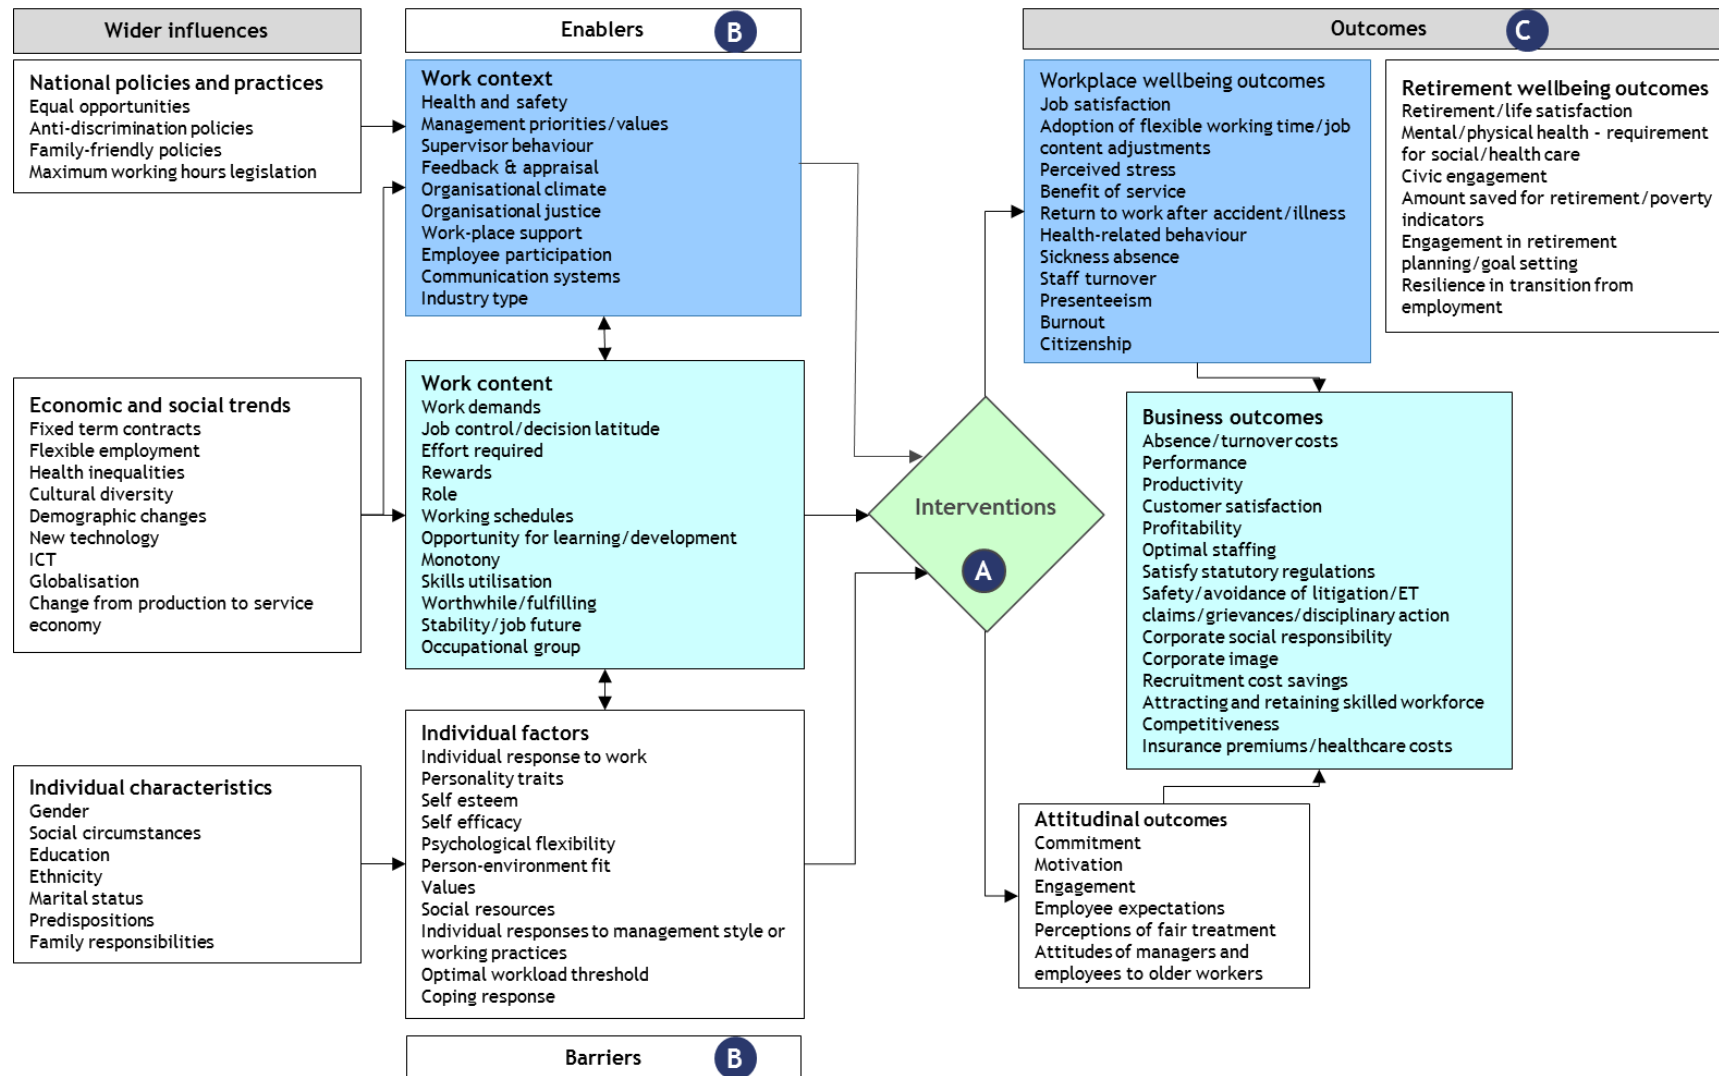 Wider influences
National policies and practices
Equal opportunities
Anti-discrimination policies
Family-friendly policies
Maximum working hours legislation
Economic and social trends
Fixed term contracts
Flexible employment
Health inequalities
Cultural diversity
Demographic changes
New technology
ICT
Globalisation
Change from production to service
economy
Individual characteristics
Gender
Social circumstances
Education
Ethnicity
Marital status
Predispositions
Family responsibilities
Enablers B
Work context
Health and safety
Management priorities/values
Supervisor behaviour
Feedback & appraisal
Organisational climate
Organisational justice
Work-place support
Employee participation
Communication systems
Industry type
Work content
Work demands
Job control/decision latitude
Effort required
Rewards
Role
Working schedules
Opportunity for learning/development
Monotony
Skills utilisation
Worthwhile/fulfilling
Stability/job future
Occupational group
Individual factors
Individual response to work
Personality traits
Self esteem
Self efficacy
Psychological flexibility
Person-environment fit
Values
Social resources
Individual responses to management style or
working practices
Optimal workload threshold
Coping response
Barriers B
Interventions
A
Outcomes C
Workplace wellbeing outcomes
Job satisfaction
Adoption of flexible working time/job
content adjustments
Perceived stress
Benefit of service
Return to work after accident/illness
Health-related behaviour
Sickness absence
Staff turnover
Presenteeism
Burnout
Citizenship
Retirement wellbeing outcomes
Retirement/life satisfaction
Mental/physical health - requirement
for social/health care
Civic engagement
Amount saved for retirement/poverty
indicators
Engagement in retirement
planning/goal setting
Resilience in transition from
employment
Business outcomes
Absence/turnover costs
Performance
Productivity
Customer satisfaction
Profitability
Optimal staffing
Satisfy statutory regulations
Safety/avoidance of litigation/ET
claims/grievances/disciplinary action
Corporate social responsibility
Corporate image
Recruitment cost savings
Attracting and retaining skilled workforce
Competitiveness
Insurance premiums/healthcare costs
Attitudinal outcomes
Commitment
Motivation
Engagement
Employee expectations
Perceptions of fair treatment
Attitudes of managers and
employees to older workers